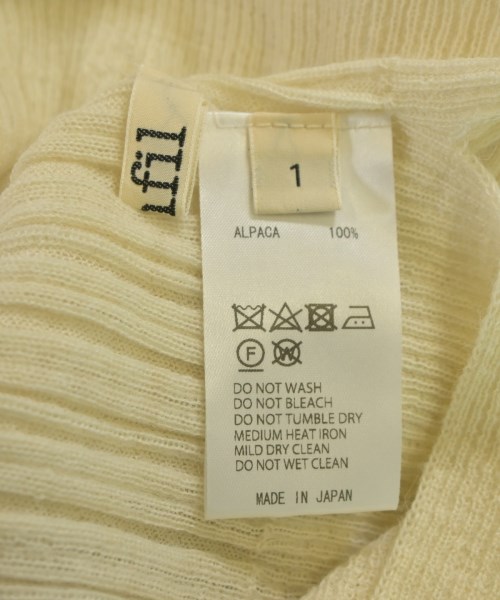 ufil
1
ALPACA 100%
F W
DO NOT WASH
DO NOT BLEACH
DO NOT TUMBLE DRY
MEDIUM HEAT IRON
MILD DRY CLEAN
DO NOT WET CLEAN
MADE IN JAPAN